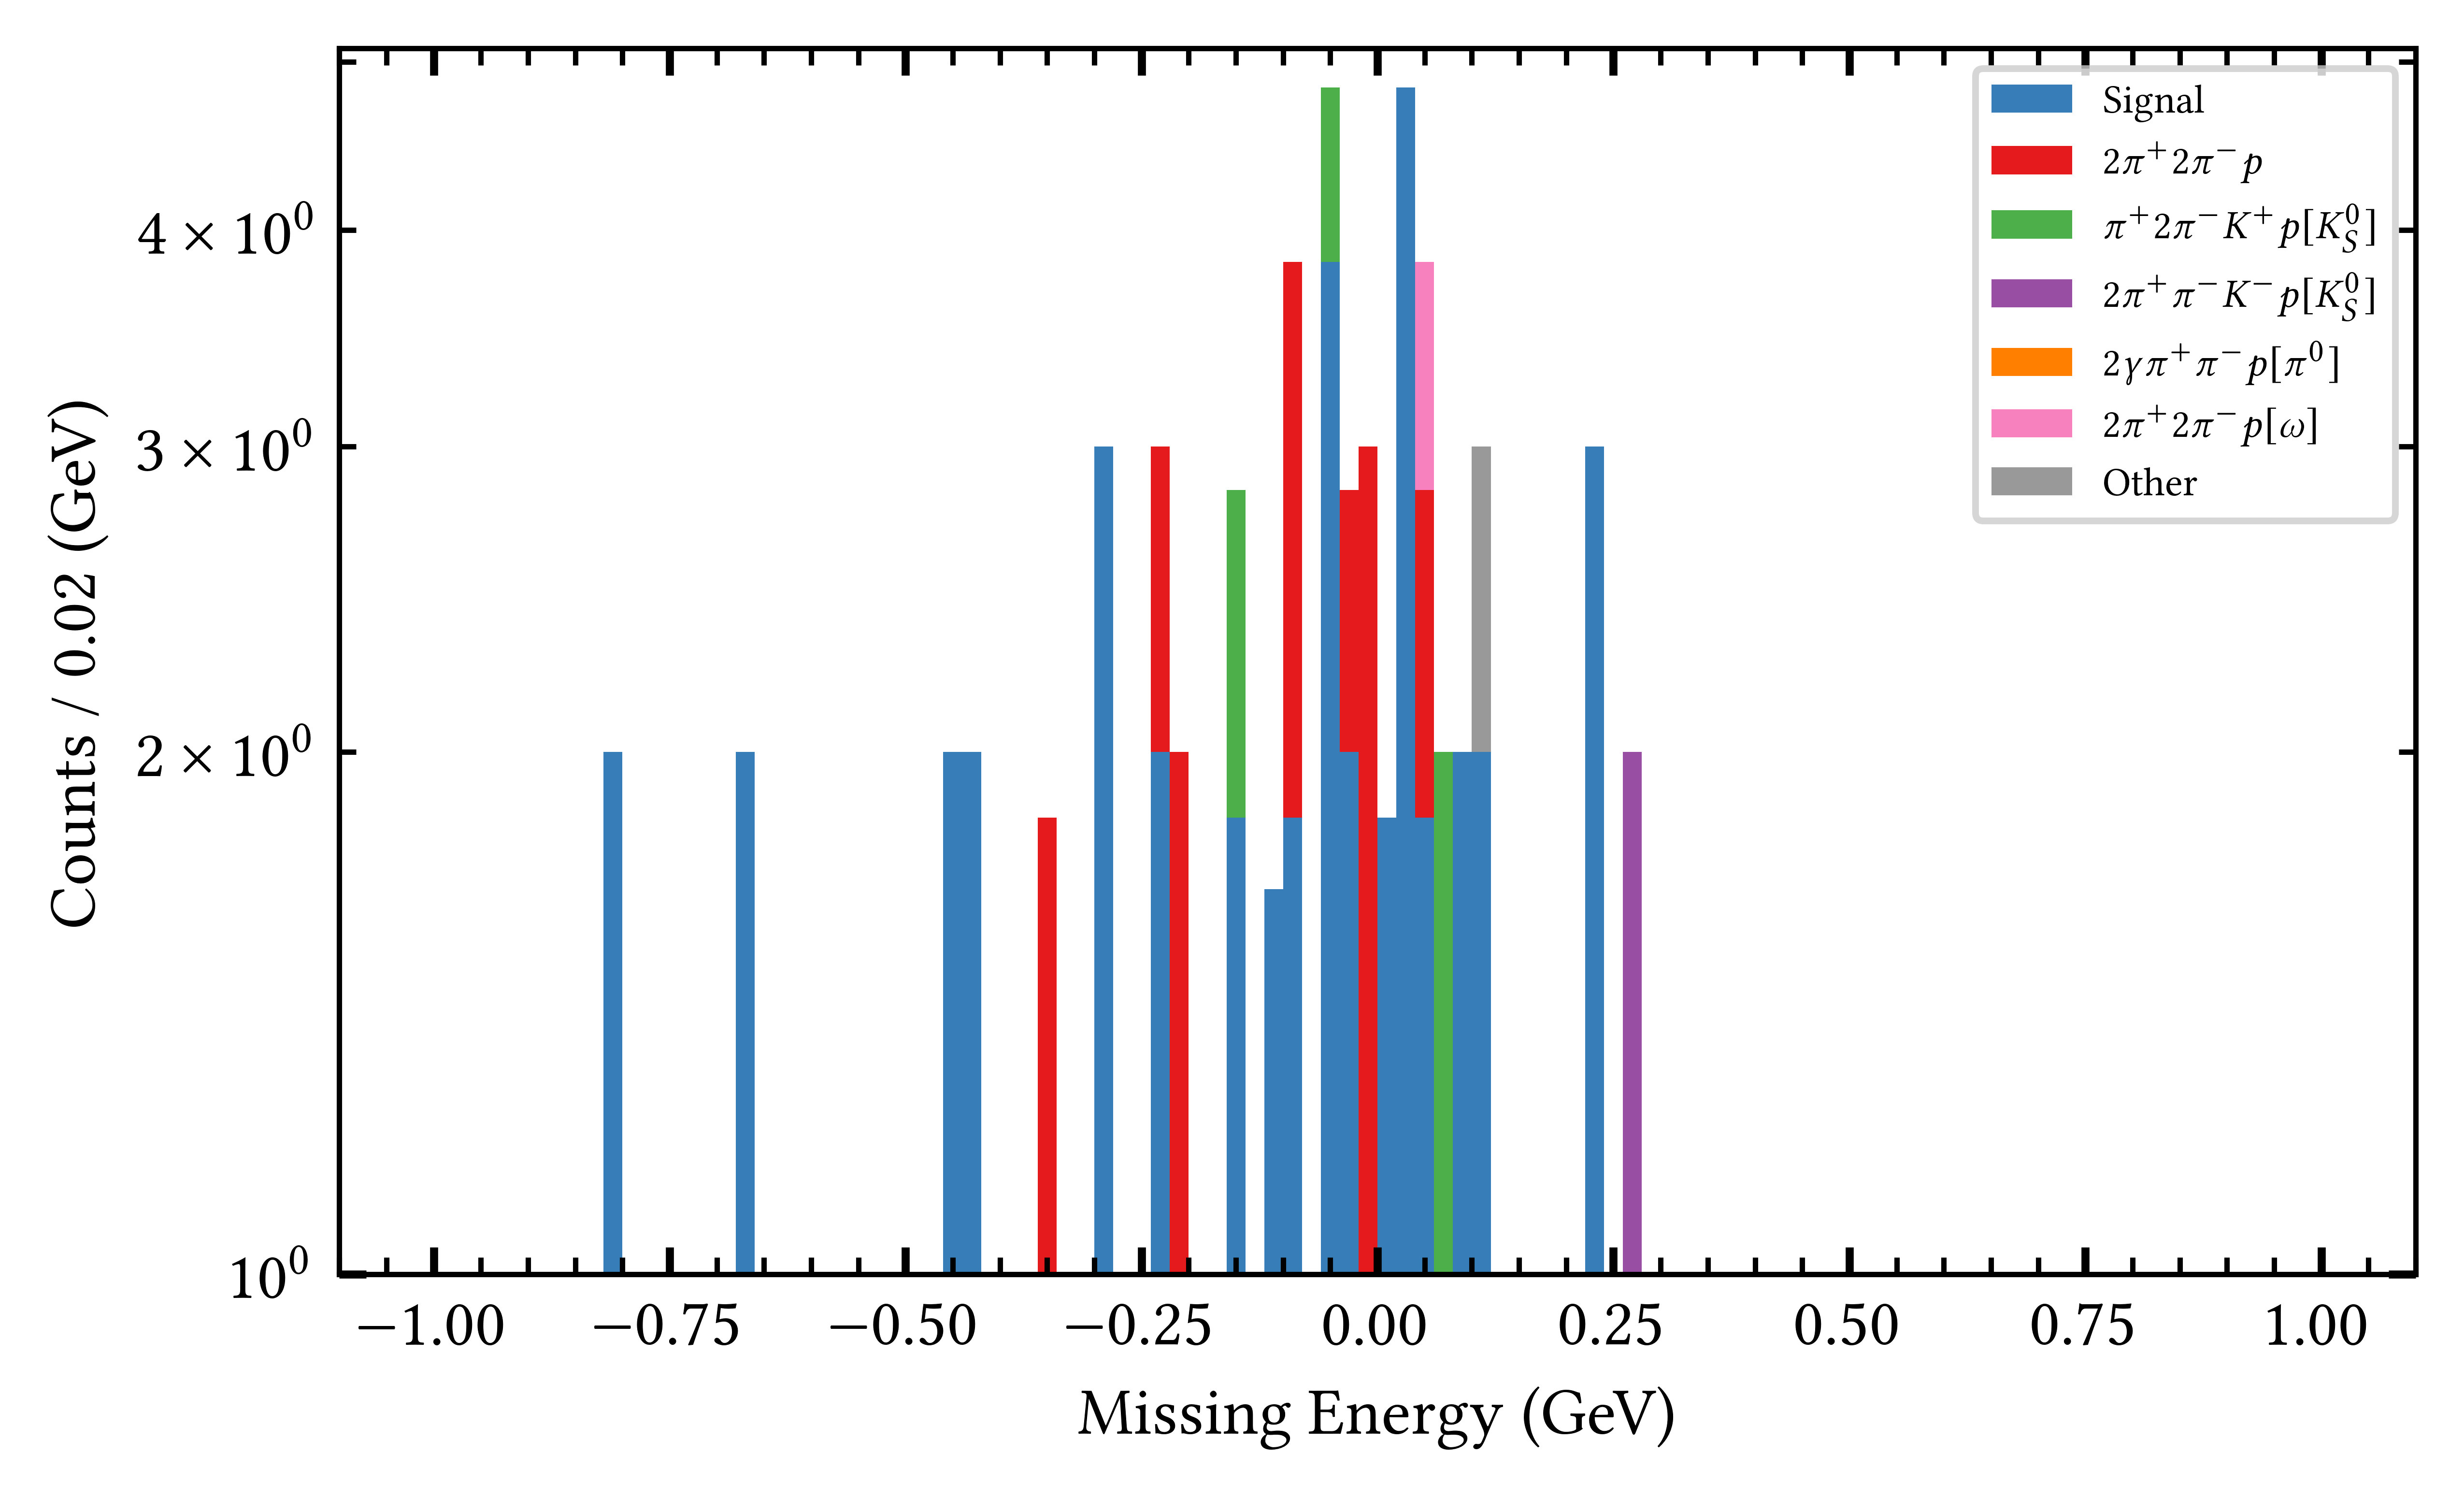 Counts / 0.02 (GeV)
4 × 10⁰
3 × 10⁰
2 × 10⁰
10⁰
Signal
2π⁺2π⁻p
π⁺2π⁻K⁺p[K⁰_S]
2π⁺π⁻K⁻p[K⁰_S]
2γπ⁺π⁻p[π⁰]
2π⁺2π⁻p[ω]
Other
−1.00 −0.75 −0.50 −0.25 0.00 0.25 0.50 0.75 1.00
Missing Energy (GeV)